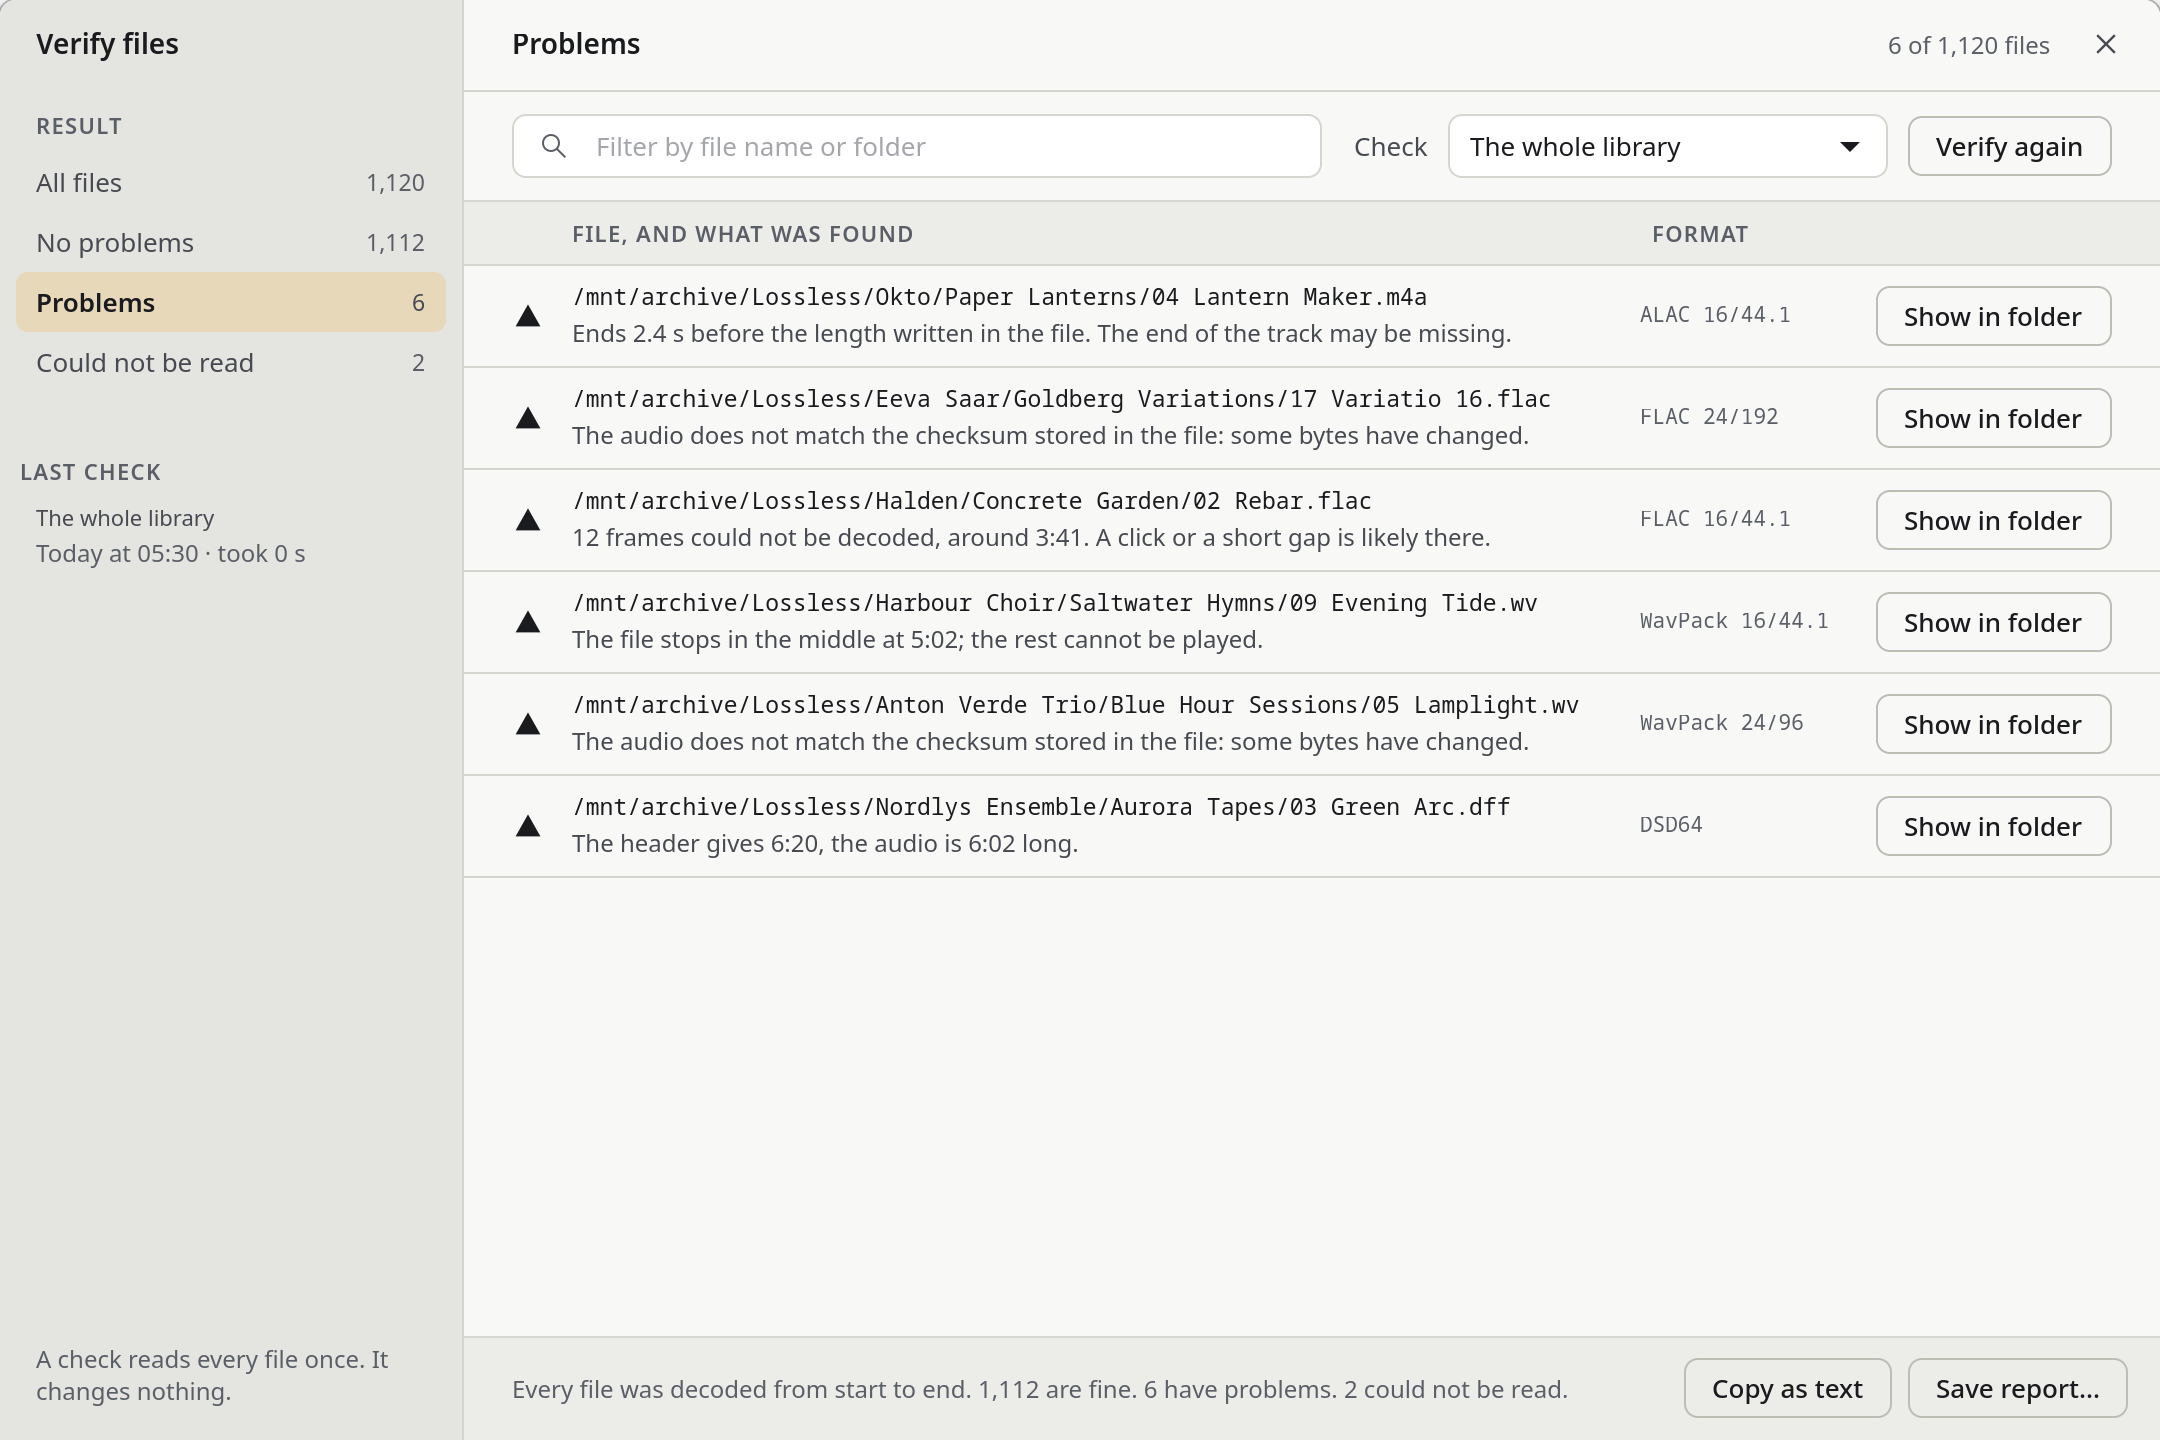 Verify files
RESULT
All files 1,120
No problems 1,112
Problems 6
Could not be read 2
LAST CHECK
The whole library
Today at 05:30 · took 0 s
A check reads every file once. It
changes nothing.
Problems
6 of 1,120 files
Filter by file name or folder
Check
The whole library
Verify again
FILE, AND WHAT WAS FOUND
FORMAT
/mnt/archive/Lossless/Okto/Paper Lanterns/04 Lantern Maker.m4a
Ends 2.4 s before the length written in the file. The end of the track may be missing.
ALAC 16/44.1
Show in folder
/mnt/archive/Lossless/Eeva Saar/Goldberg Variations/17 Variatio 16.flac
The audio does not match the checksum stored in the file: some bytes have changed.
FLAC 24/192
Show in folder
/mnt/archive/Lossless/Halden/Concrete Garden/02 Rebar.flac
12 frames could not be decoded, around 3:41. A click or a short gap is likely there.
FLAC 16/44.1
Show in folder
/mnt/archive/Lossless/Harbour Choir/Saltwater Hymns/09 Evening Tide.wv
The file stops in the middle at 5:02; the rest cannot be played.
WavPack 16/44.1
Show in folder
/mnt/archive/Lossless/Anton Verde Trio/Blue Hour Sessions/05 Lamplight.wv
The audio does not match the checksum stored in the file: some bytes have changed.
WavPack 24/96
Show in folder
/mnt/archive/Lossless/Nordlys Ensemble/Aurora Tapes/03 Green Arc.dff
The header gives 6:20, the audio is 6:02 long.
DSD64
Show in folder
Every file was decoded from start to end. 1,112 are fine. 6 have problems. 2 could not be read.
Copy as text
Save report...